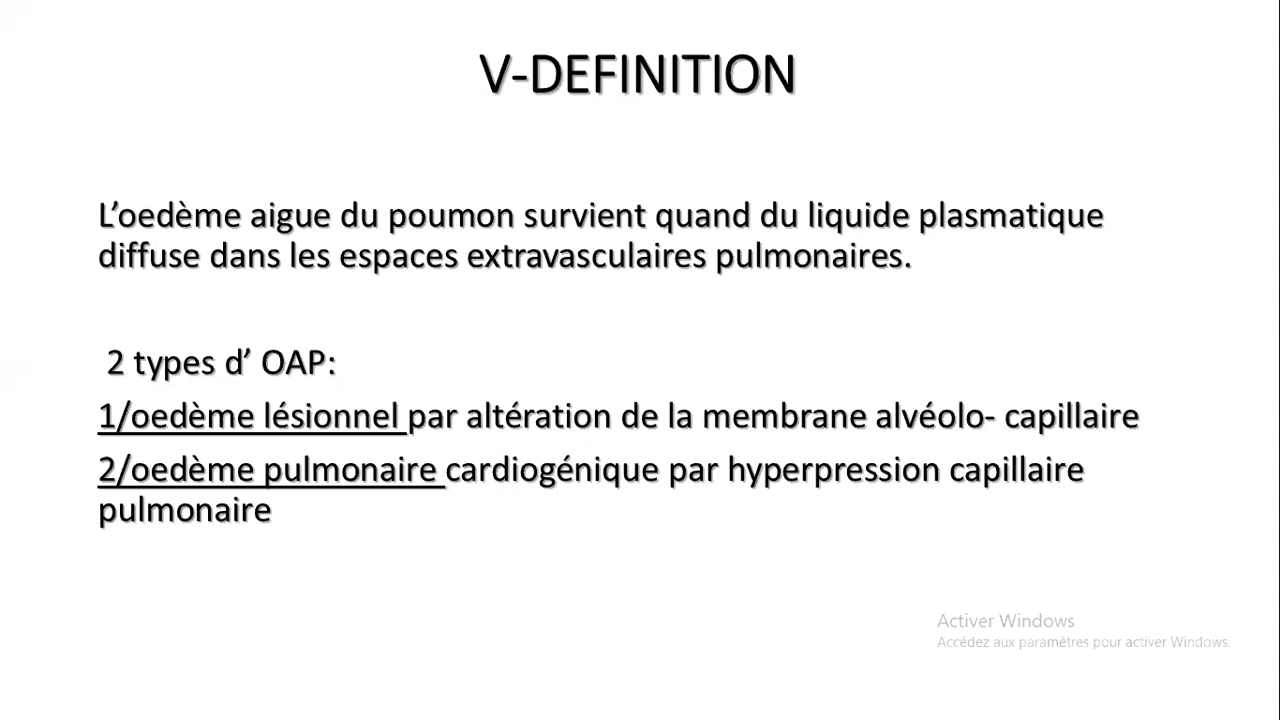 V-DEFINITION
L’oedème aigue du poumon survient quand du liquide plasmatique
diffuse dans les espaces extravasculaires pulmonaires.
2 types d’ OAP:
1/oedème lésionnel par altération de la membrane alvéolo- capillaire
2/oedème pulmonaire cardiogénique par hyperpression capillaire
pulmonaire
Activer Windows
Accédez aux paramètres pour activer Windows.